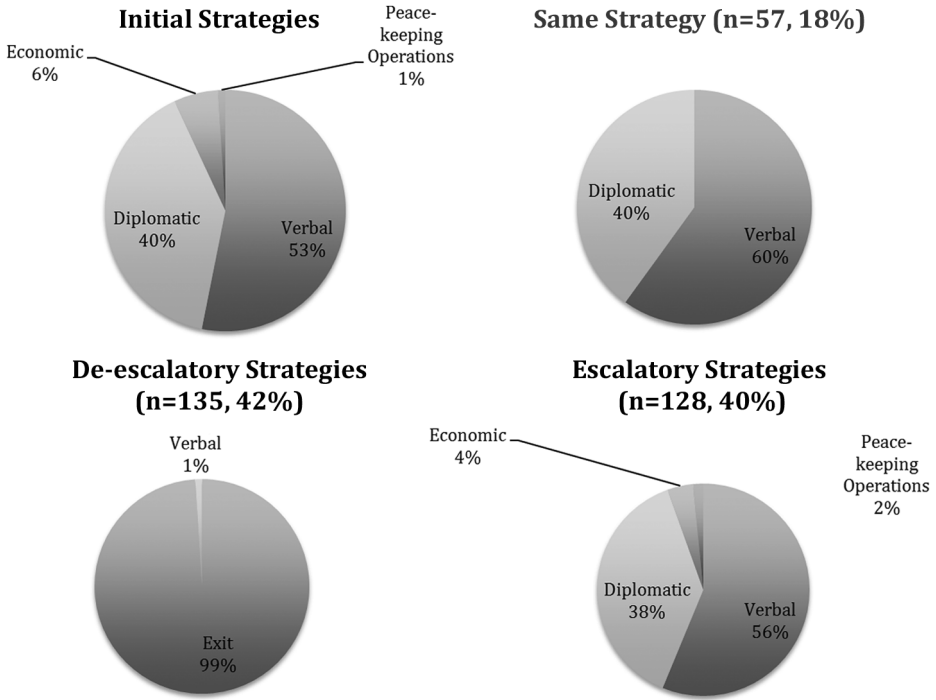 Initial Strategies
Economic
6%
Peace-
keeping
Operations
1%
Diplomatic
40%
Verbal
53%
Same Strategy (n=57, 18%)
Diplomatic
40%
Verbal
60%
De-escalatory Strategies
(n=135, 42%)
Verbal
1%
Exit
99%
Escalatory Strategies
(n=128, 40%)
Economic
4%
Peace-
keeping
Operations
2%
Diplomatic
38%
Verbal
56%